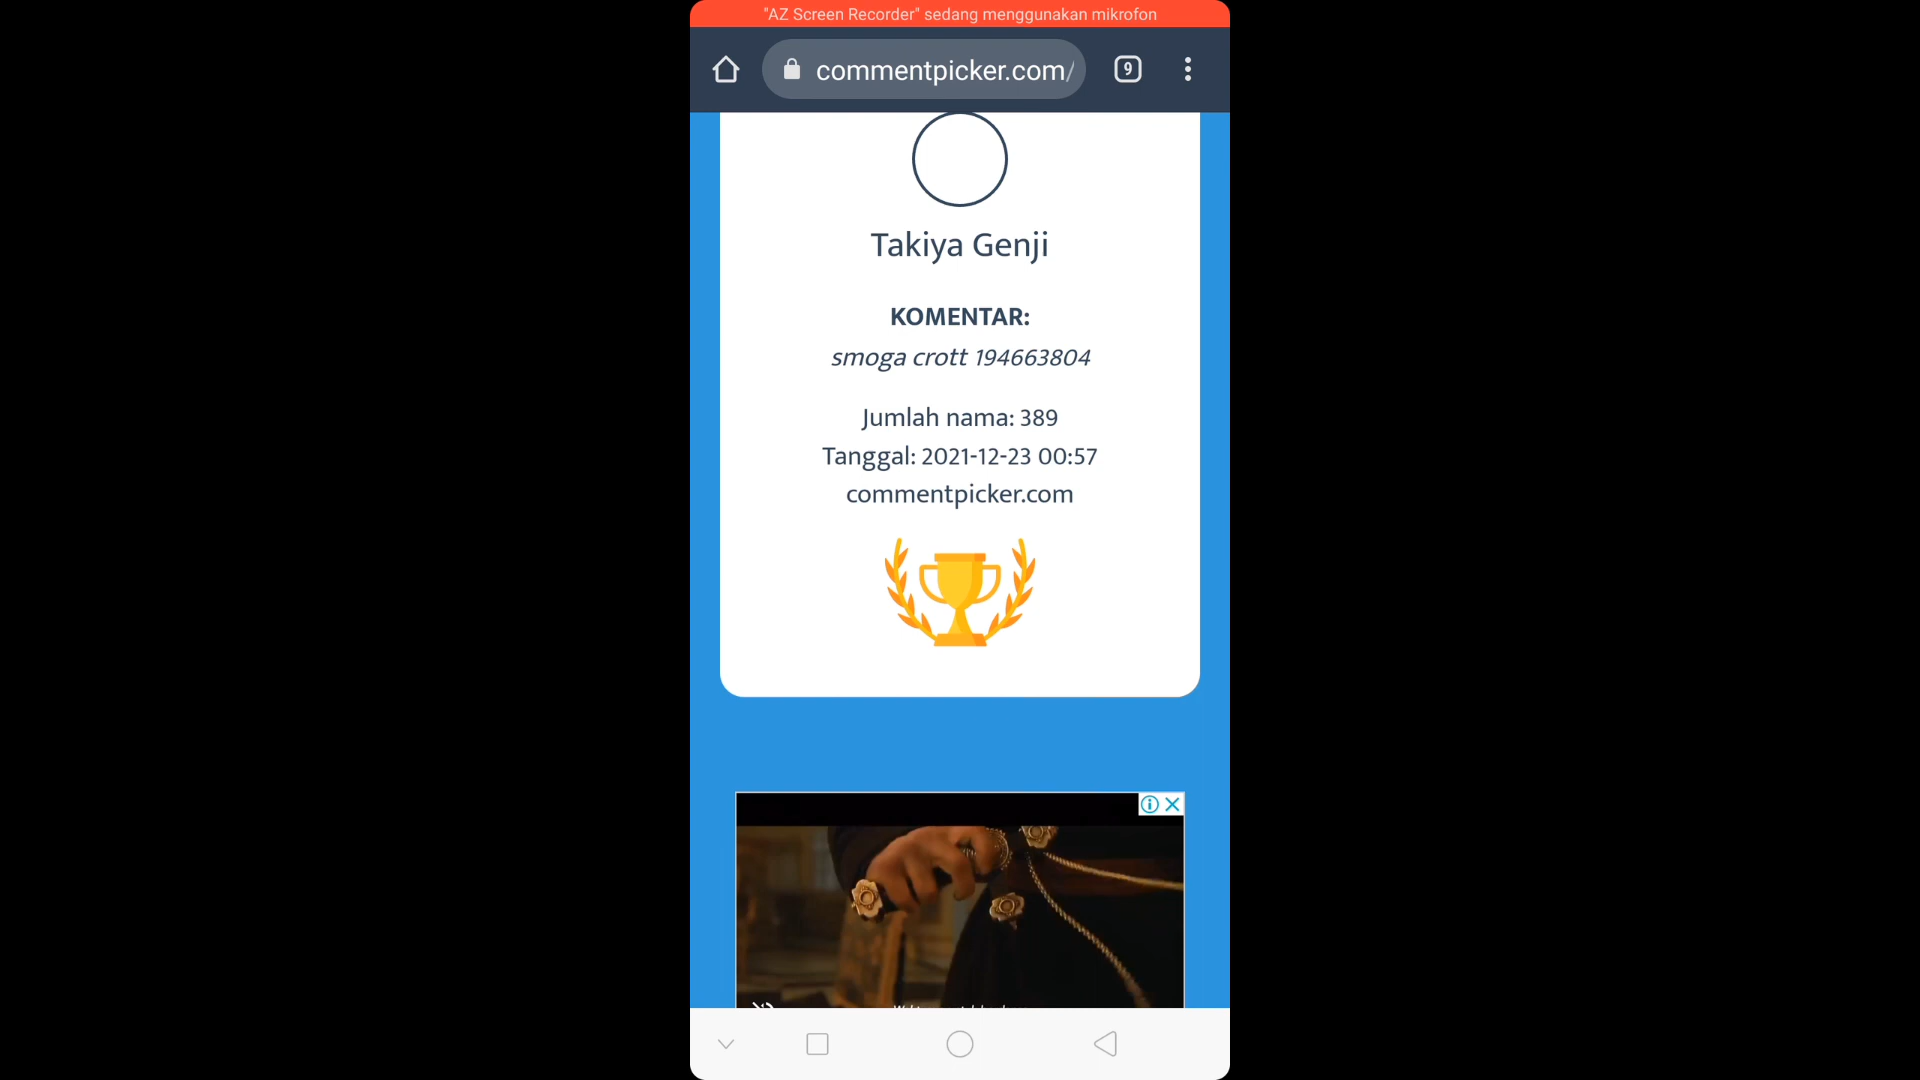 "AZ Screen Recorder" sedang menggunakan mikrofon
commentpicker.com/
9
Takiya Genji
KOMENTAR:
smoga crott 194663804
Jumlah nama: 389
Tanggal: 2021-12-23 00:57
commentpicker.com